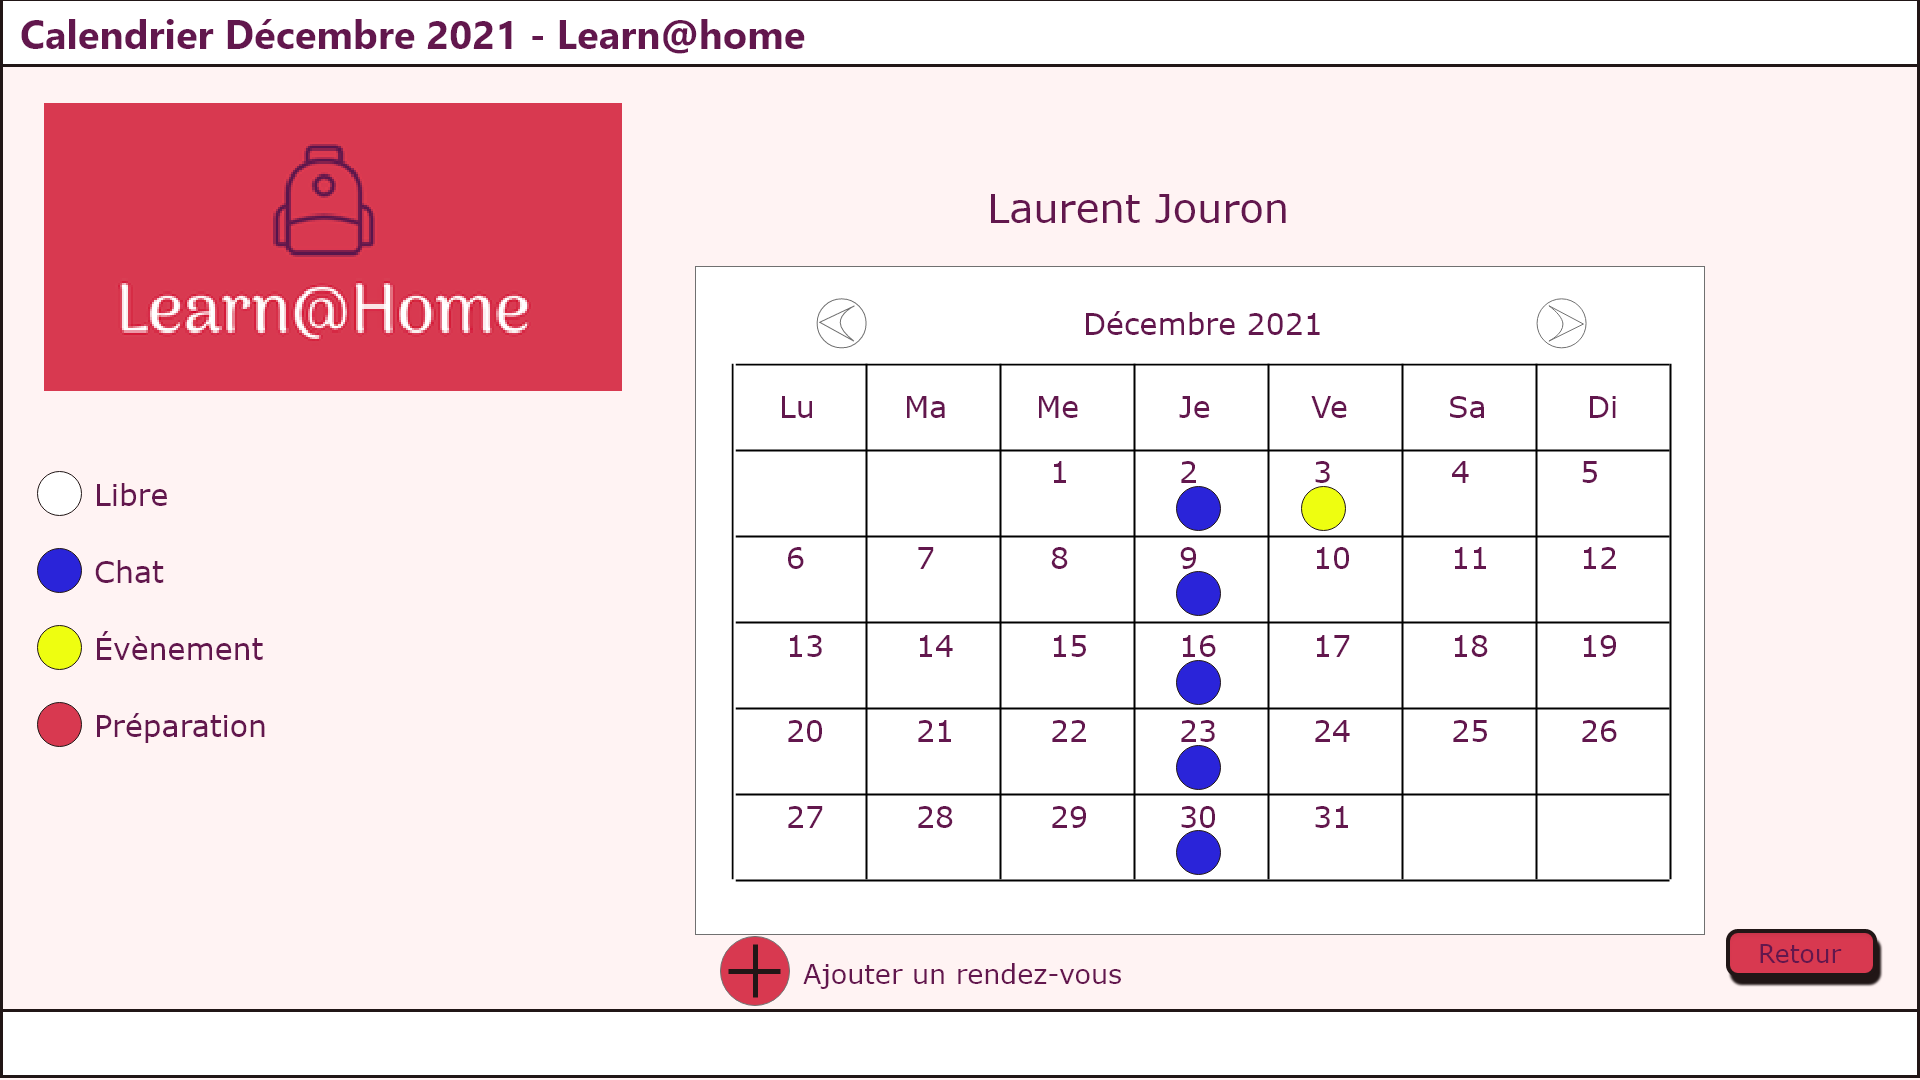 Calendrier Décembre 2021 - Learn@home
Learn@Home
Libre
Chat
Évènement
Préparation
Laurent Jouron
Décembre 2021
Lu Ma Me Je Ve Sa Di
1 2 3 4 5
6 7 8 9 10 11 12
13 14 15 16 17 18 19
20 21 22 23 24 25 26
27 28 29 30 31
Ajouter un rendez-vous
Retour